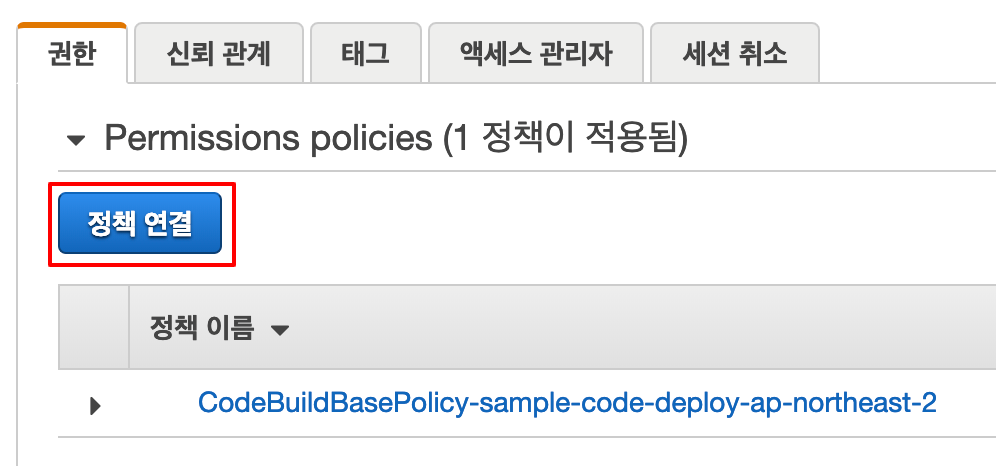 권한 신뢰 관계 태그 액세스 관리자 세션 취소
Permissions policies (1 정책이 적용됨)
정책 연결
정책 이름
CodeBuildBasePolicy-sample-code-deploy-ap-northeast-2